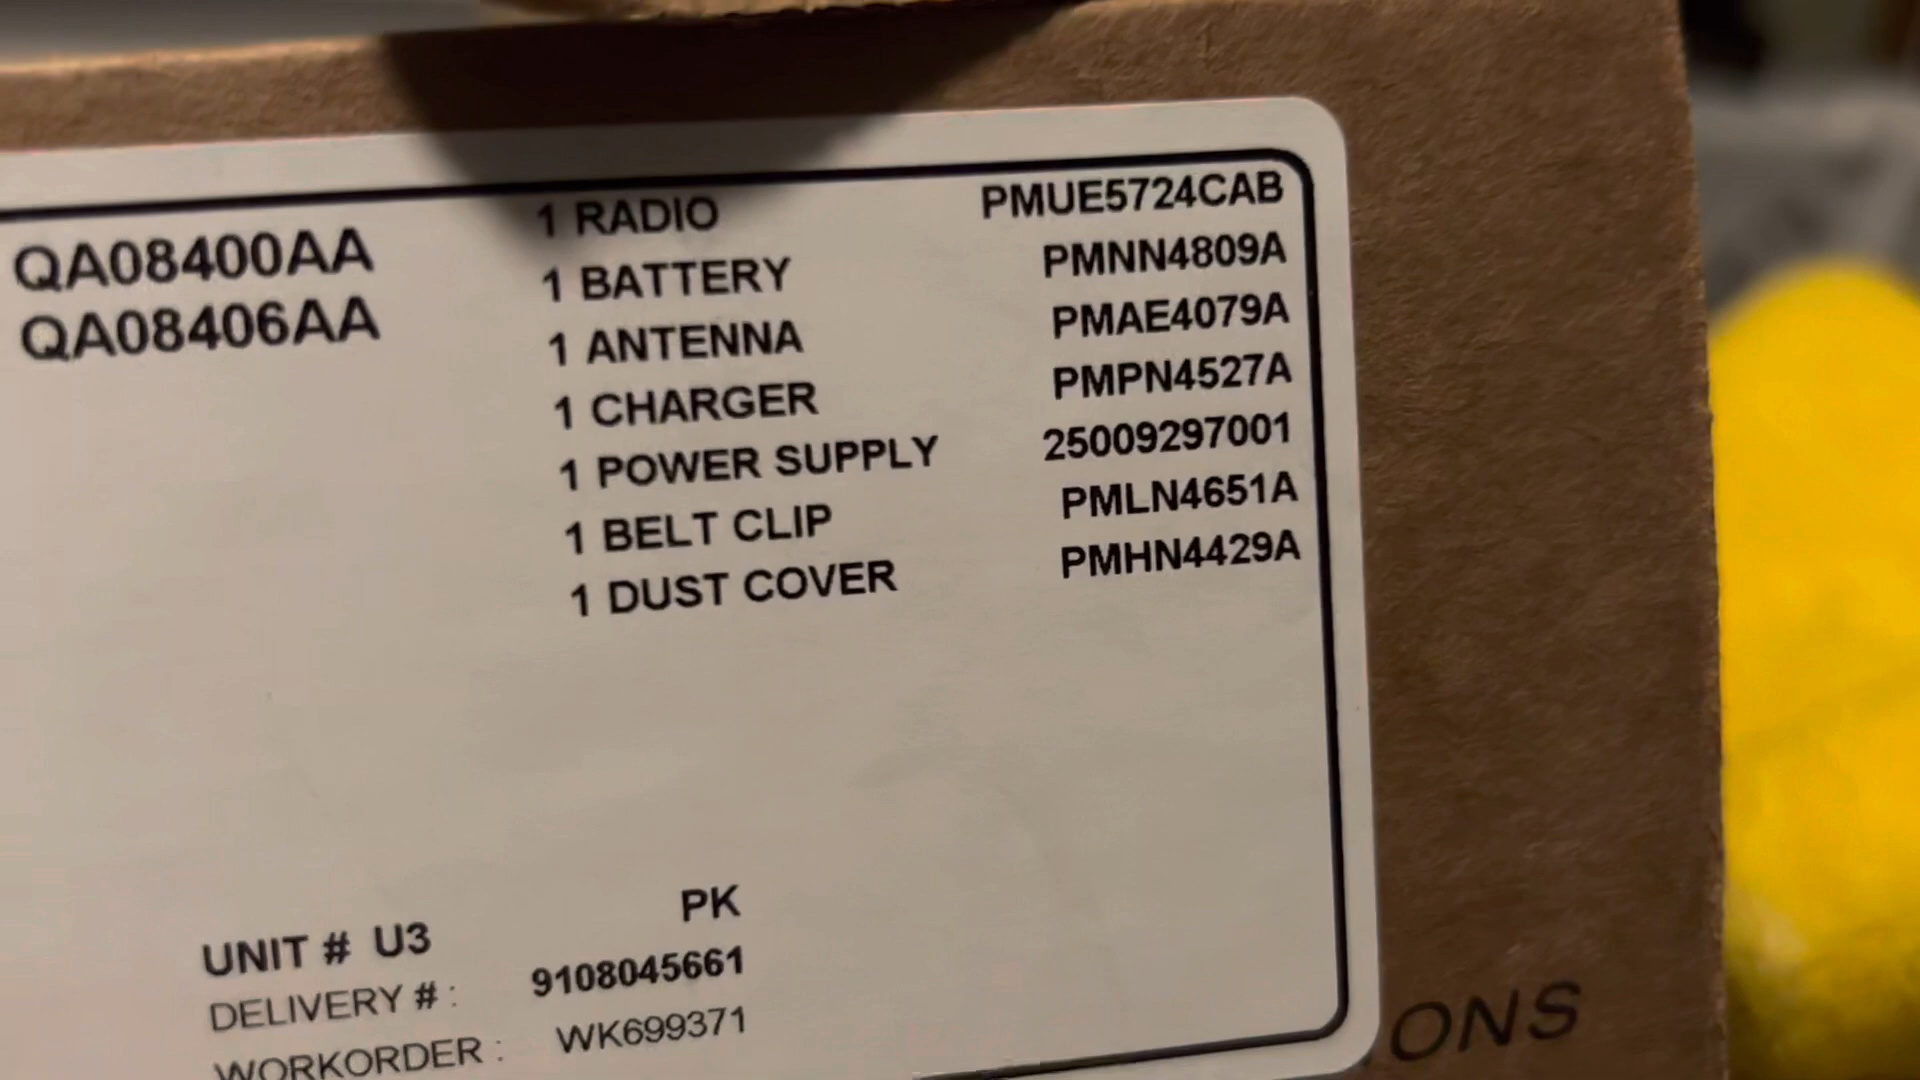 QA08400AA
QA08406AA
1 RADIO PMUE5724CAB
1 BATTERY PMNN4809A
1 ANTENNA PMAE4079A
1 CHARGER PMPN4527A
1 POWER SUPPLY 25009297001
1 BELT CLIP PMLN4651A
1 DUST COVER PMHN4429A
PK
UNIT # U3
DELIVERY # : 9108045661
WORKORDER : WK699371
ONS